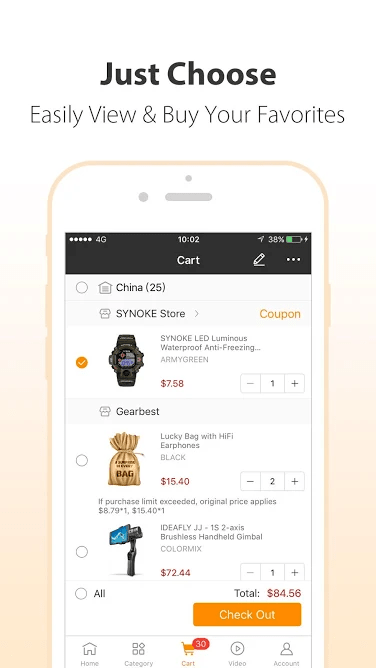 Just Choose
Easily View & Buy Your Favorites
4G 10:02 38%
Cart
China (25)
SYNOKE Store Coupon
SYNOKE LED Luminous
Waterproof Anti-Freezing...
ARMYGREEN
$7.58 1
Gearbest
Lucky Bag with HiFi
Earphones
BLACK
BAG
$15.40 2
If purchase limit exceeded, original price applies
$8.79*1, $15.40*1
IDEAFLY JJ - 1S 2-axis
Brushless Handheld Gimbal
COLORMIX
$72.44 1
All Total: $84.56
Check Out
30
Home Category Cart Video Account